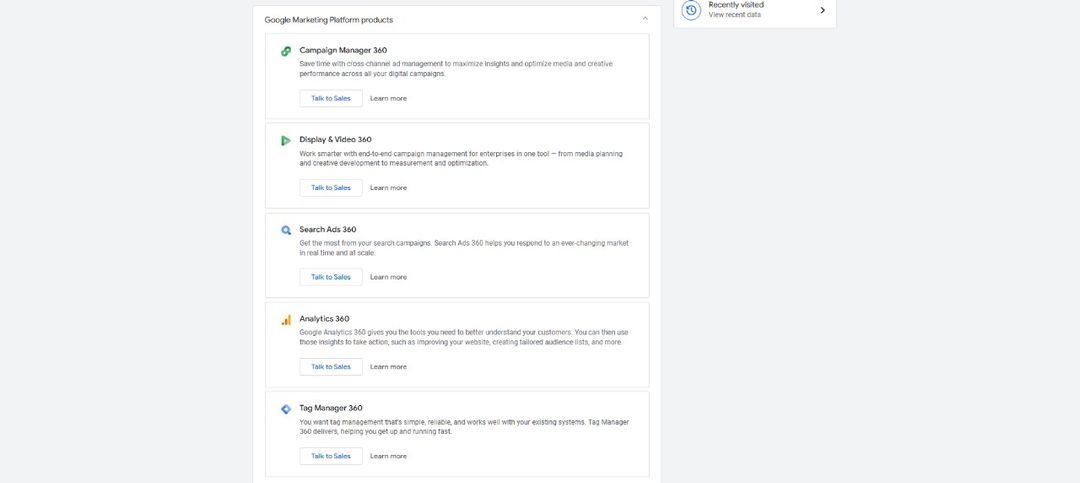 Google Marketing Platform products
Recently visited
View recent data
Campaign Manager 360
Save time with cross-channel ad management to maximize insights and optimize media and creative
performance across all your digital campaigns.
Talk to Sales Learn more
Display & Video 360
Work smarter with end-to-end campaign management for enterprises in one tool — from media planning
and creative development to measurement and optimization.
Talk to Sales Learn more
Search Ads 360
Get the most from your search campaigns. Search Ads 360 helps you respond to an ever-changing market
in real time and at scale.
Talk to Sales Learn more
Analytics 360
Google Analytics 360 gives you the tools you need to better understand your customers. You can then use
those insights to take action, such as improving your website, creating tailored audience lists, and more.
Talk to Sales Learn more
Tag Manager 360
You want tag management that's simple, reliable, and works well with your existing systems. Tag Manager
360 delivers, helping you get up and running fast.
Talk to Sales Learn more